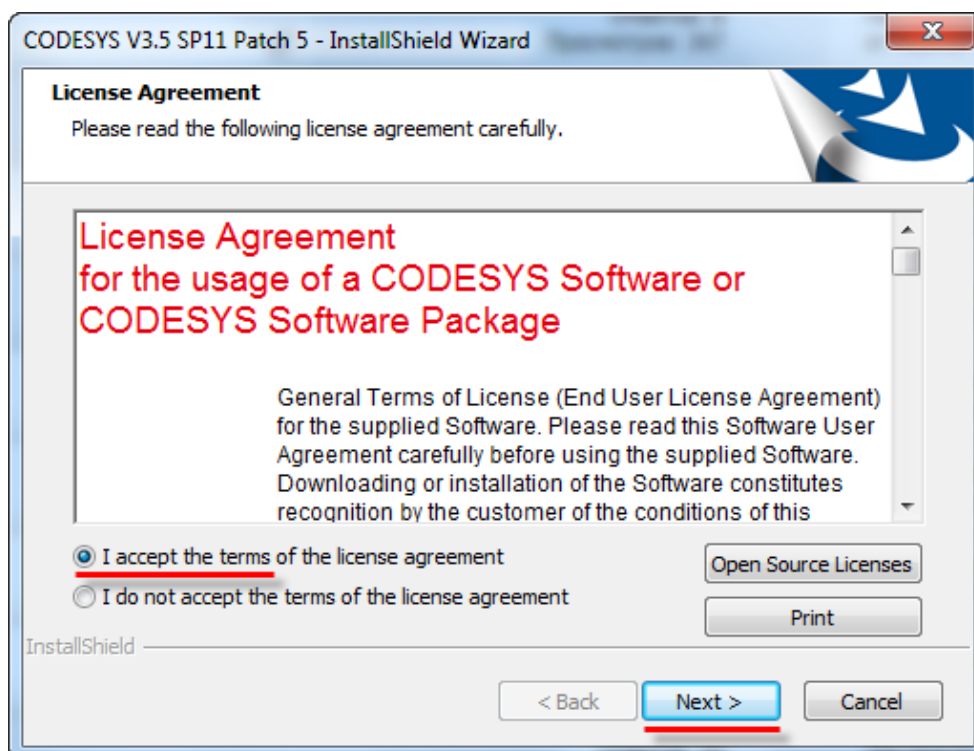 CODESYS V3.5 SP11 Patch 5 - InstallShield Wizard
License Agreement
Please read the following license agreement carefully.
License Agreement
for the usage of a CODESYS Software or
CODESYS Software Package
General Terms of License (End User License Agreement)
for the supplied Software. Please read this Software User
Agreement carefully before using the supplied Software.
Downloading or installation of the Software constitutes
recognition by the customer of the conditions of this
I accept the terms of the license agreement
I do not accept the terms of the license agreement
Open Source Licenses
Print
InstallShield
< Back
Next >
Cancel